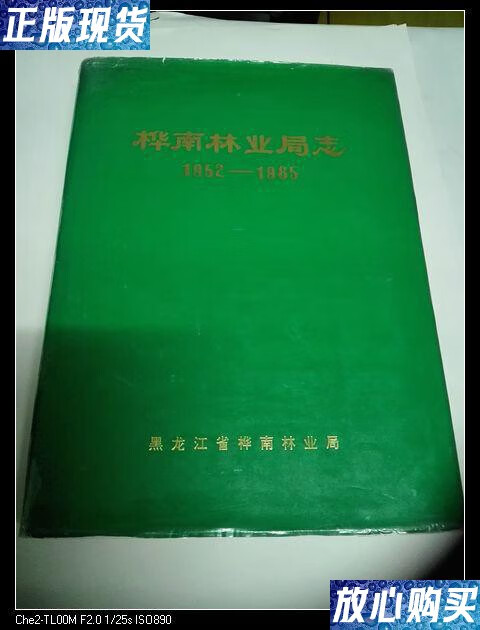 正版现货
桦南林业局志
1952—1985
黑龙江省桦南林业局
Che2-TL00M F2.0 1/25s ISO890
放心购买